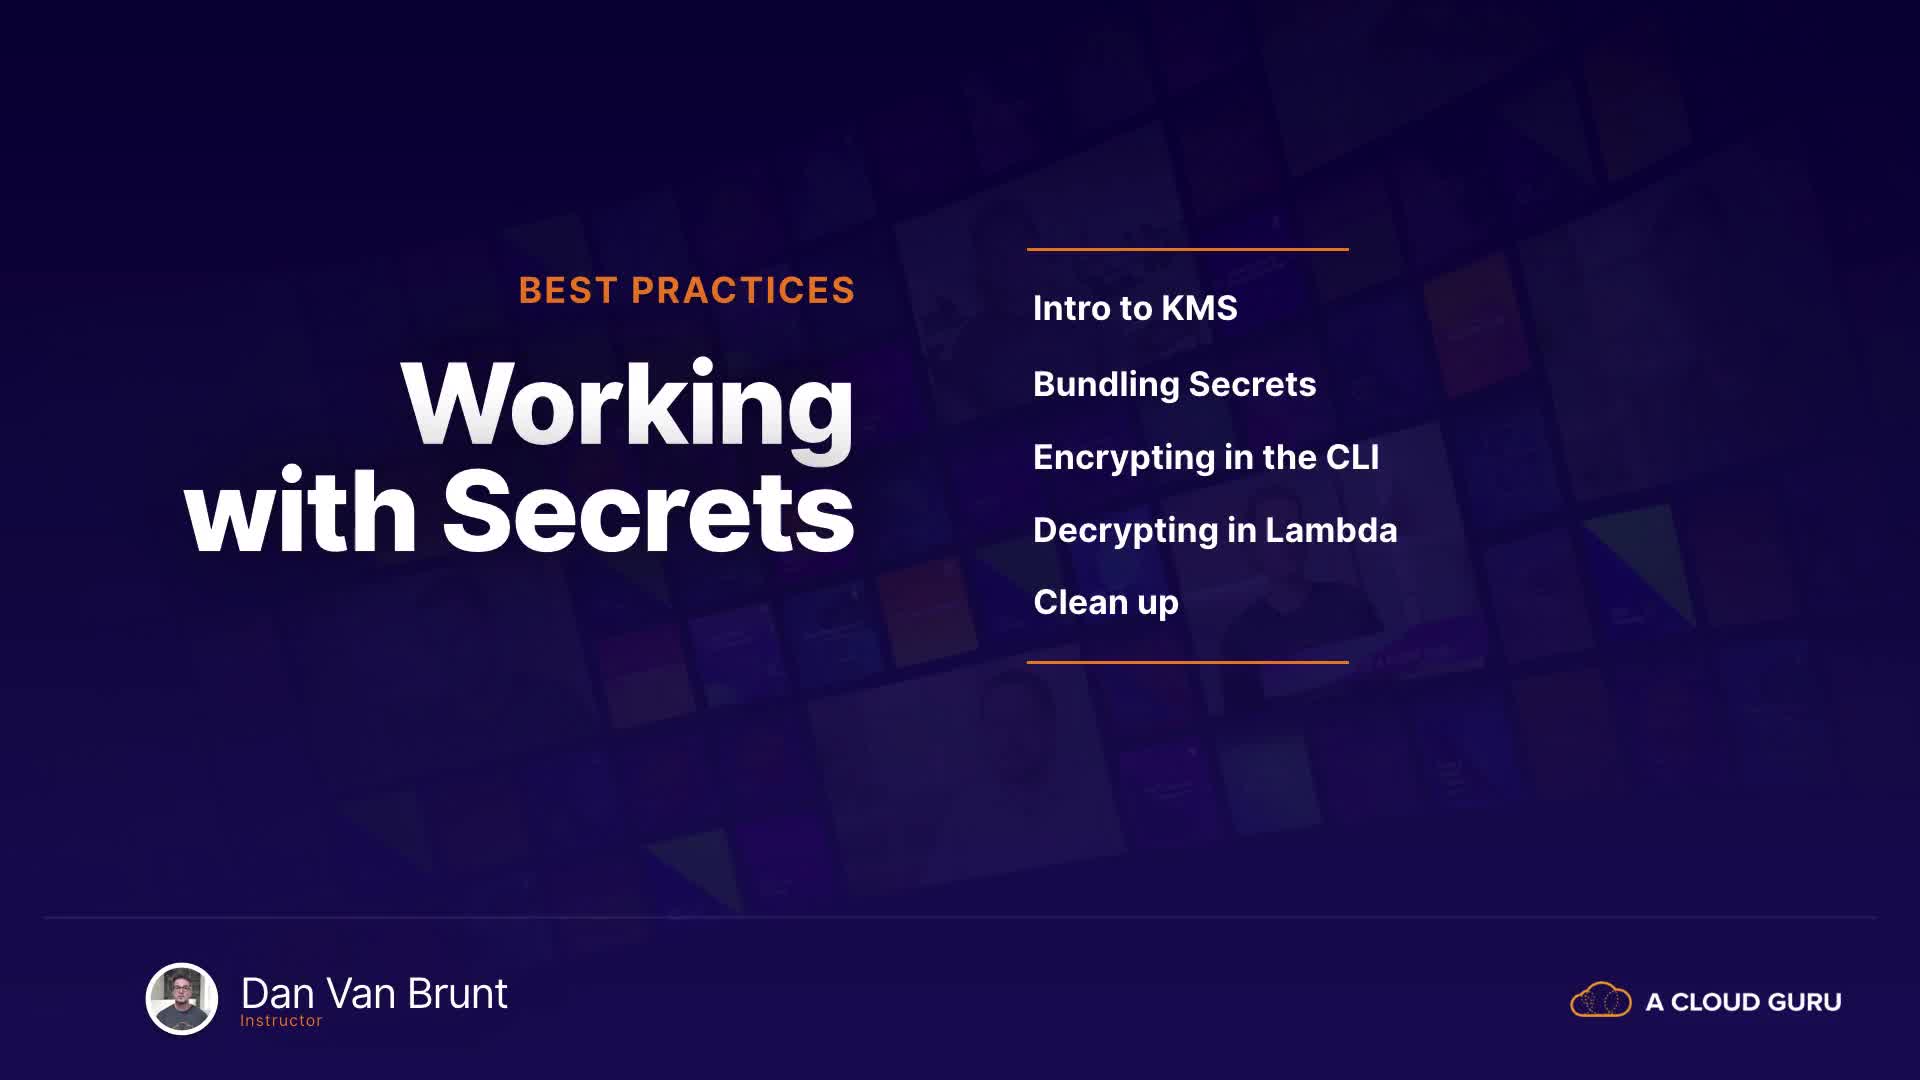 BEST PRACTICES
Working
with Secrets
Intro to KMS
Bundling Secrets
Encrypting in the CLI
Decrypting in Lambda
Clean up
Dan Van Brunt
Instructor
A CLOUD GURU